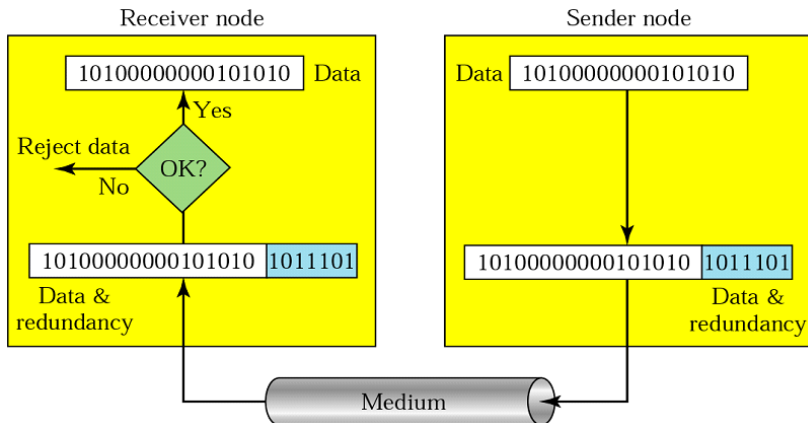 Receiver node
Sender node
10100000000101010 Data
Data 10100000000101010
Yes
Reject data
OK?
No
10100000000101010 1011101
10100000000101010 1011101
Data &
redundancy
Data &
redundancy
Medium